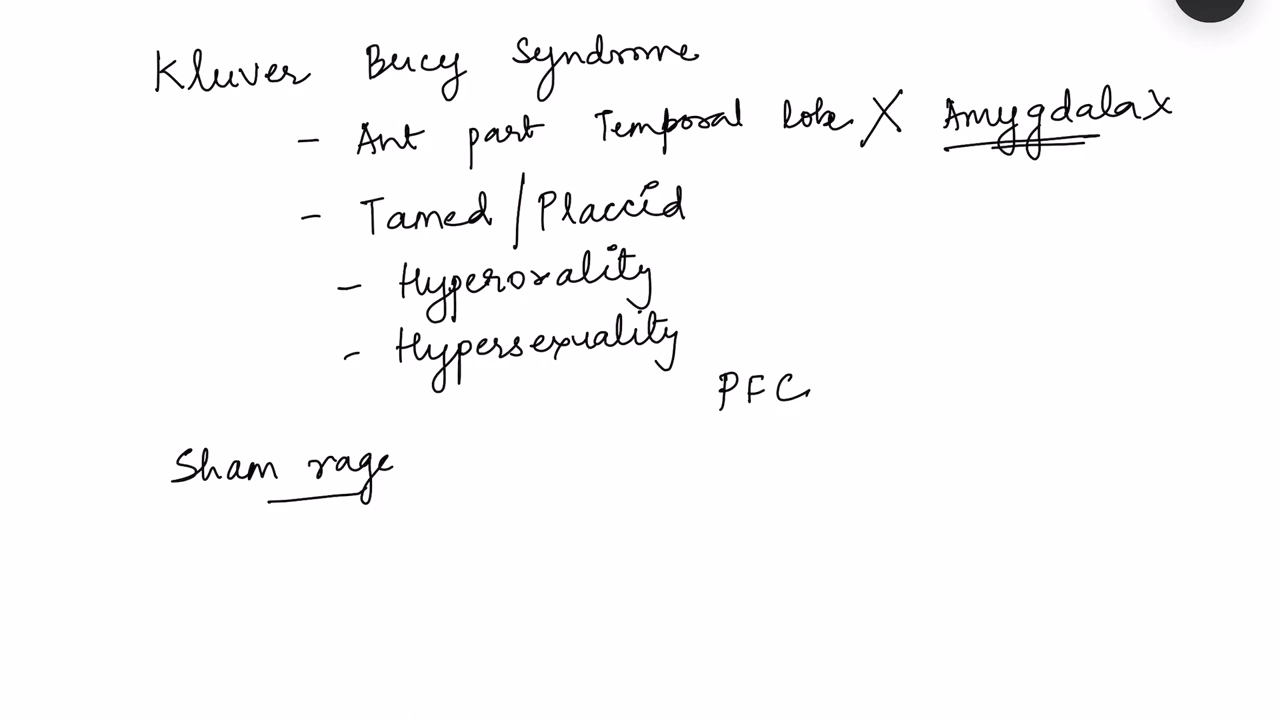 Kluver Bucy Syndrome
- Ant part Temporal lobe X Amygdala X
- Tamed / Placcid
- Hyperorality
- Hypersexuality
PFC
Sham rage